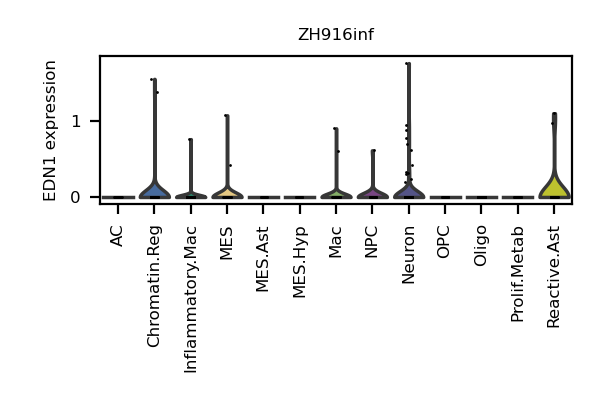 ZH916inf
EDN1 expression
1
0
AC
Chromatin.Reg
Inflammatory.Mac
MES
MES.Ast
MES.Hyp
Mac
NPC
Neuron
OPC
Oligo
Prolif.Metab
Reactive.Ast